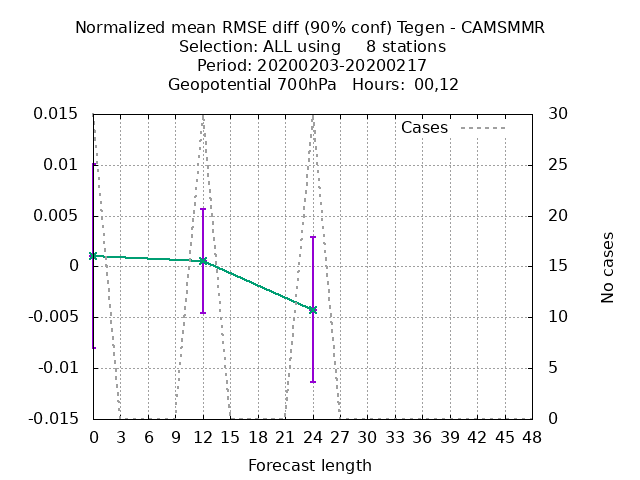 Normalized mean RMSE diff (90% conf) Tegen - CAMSMMR
Selection: ALL using     8 stations
Period: 20200203-20200217
Geopotential 700hPa   Hours: 00,12
Cases
0.015
0.01
0.005
0
-0.005
-0.01
-0.015
30
25
20
15
10
5
0
No cases
0 3 6 9 12 15 18 21 24 27 30 33 36 39 42 45 48
Forecast length